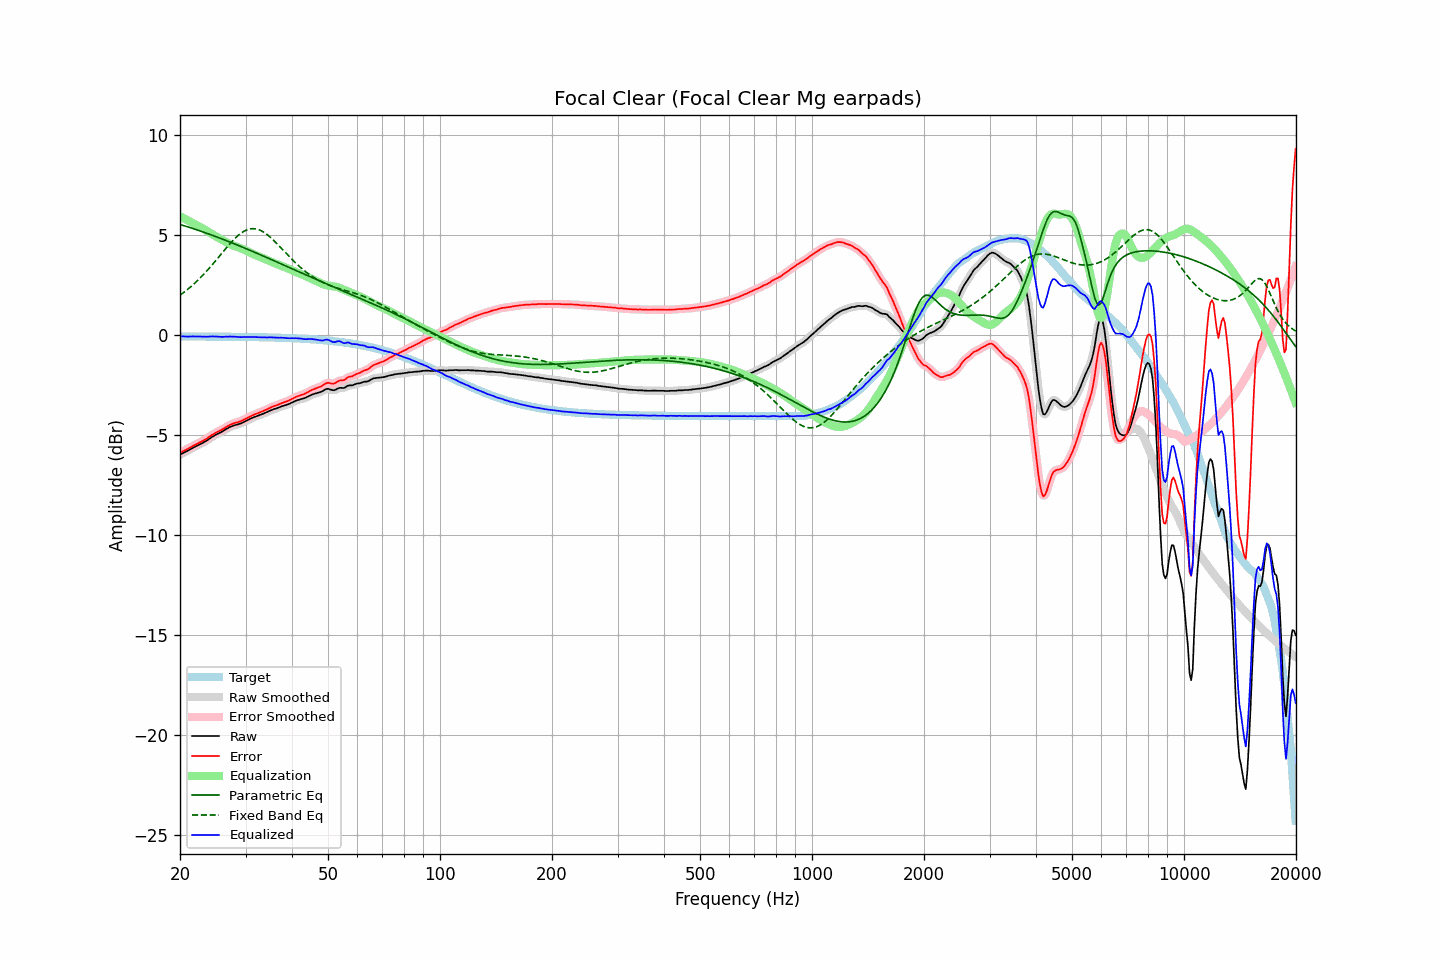 Focal Clear (Focal Clear Mg earpads)
10
5
0
−5
−10
−15
−20
−25
Amplitude (dBr)
Target
Raw Smoothed
Error Smoothed
Raw
Error
Equalization
Parametric Eq
Fixed Band Eq
Equalized
20 50 100 200 500 1000 2000 5000 10000 20000
Frequency (Hz)